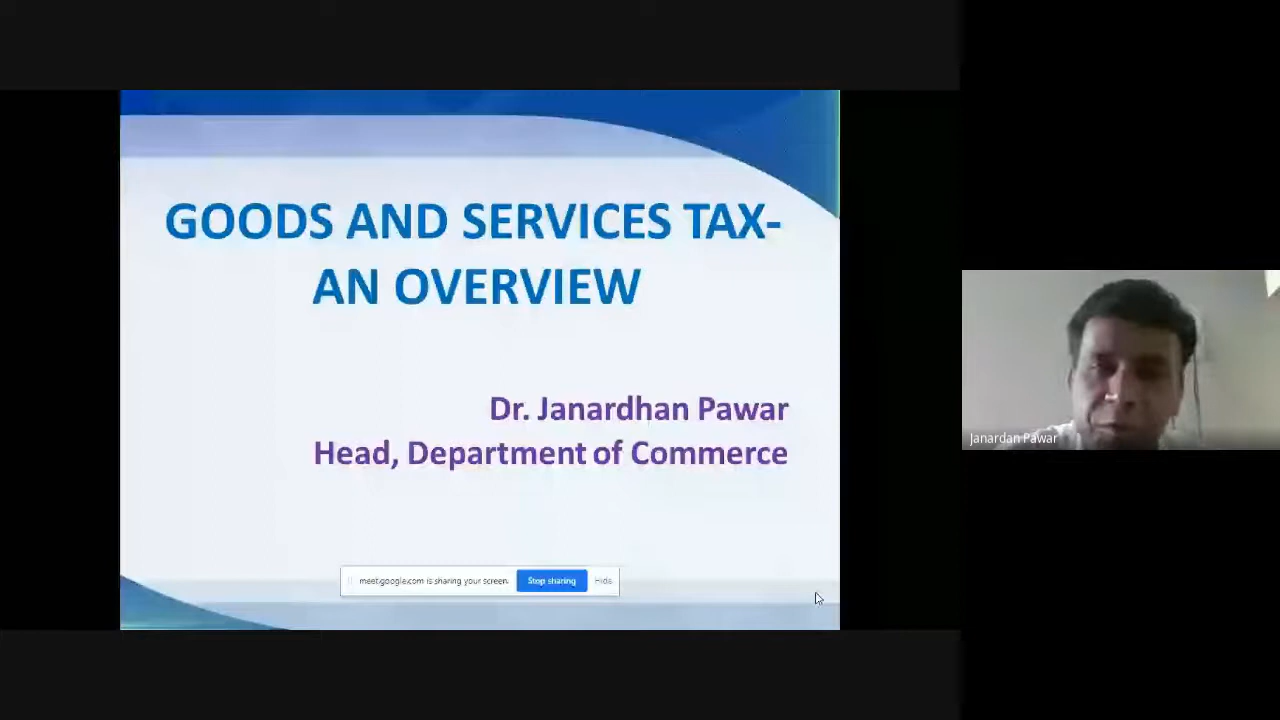 GOODS AND SERVICES TAX-
AN OVERVIEW
Dr. Janardhan Pawar
Head, Department of Commerce
meet.google.com is sharing your screen.
Stop sharing
Hide
Janardan Pawar